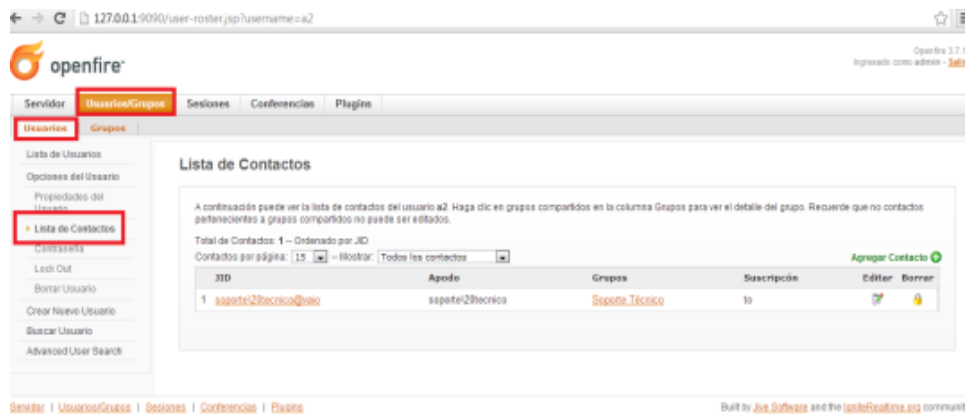 127.0.0.1:9090/user-roster.jsp?username=a2
openfire
Openfire 3.7.1
Ingresado como admin - Salir
Servidor Usuarios/Grupos Sesiones Conferencias Plugins
Usuarios Grupos
Lista de Usuarios
Opciones del Usuario
Propiedades del
Usuario
Lista de Contactos
Contraseña
Lock Out
Borrar Usuario
Crear Nuevo Usuario
Buscar Usuario
Advanced User Search
Lista de Contactos
A continuación puede ver la lista de contactos del usuario a2. Haga clic en grupos compartidos en la columna Grupos para ver el detalle del grupo. Recuerde que no contactos
pertenecientes a grupos compartidos no puede ser editados.
Total de Contactos: 1 -- Ordenado por JID
Contactos por página: 15 -- Mostrar: Todos los contactos
Agregar Contacto
JID Apodo Grupos Suscripcón Editar Borrar
1 soporte\20tecnico@vaio soporte\20tecnico Soporte Técnico to
Servidor | Usuarios/Grupos | Sesiones | Conferencias | Plugins
Built by Jive Software and the IgniteRealtime.org communit